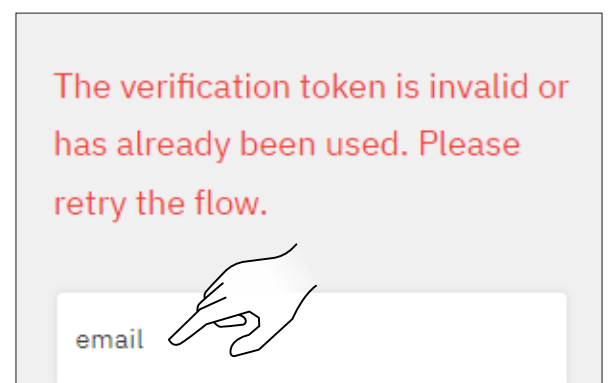 The verification token is invalid or
has already been used. Please
retry the flow.
email